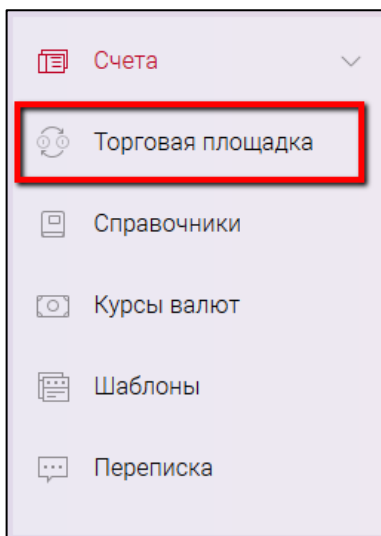 Счета
Торговая площадка
Справочники
Курсы валют
Шаблоны
Переписка